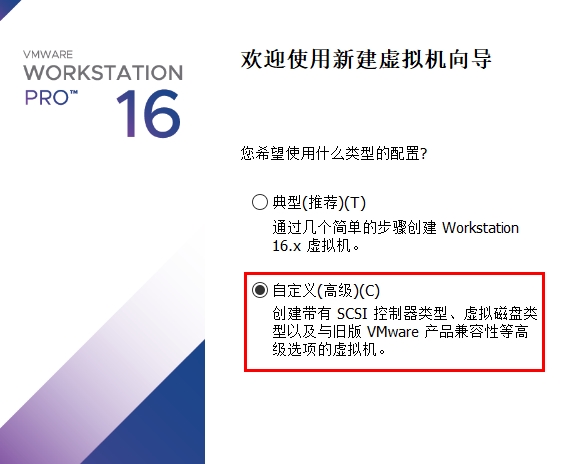 VMWARE
WORKSTATION
PRO™ 16
欢迎使用新建虚拟机向导
您希望使用什么类型的配置?
典型(推荐)(T)
通过几个简单的步骤创建 Workstation
16.x 虚拟机。
自定义(高级)(C)
创建带有 SCSI 控制器类型、虚拟磁盘类
型以及与旧版 VMware 产品兼容性等高
级选项的虚拟机。